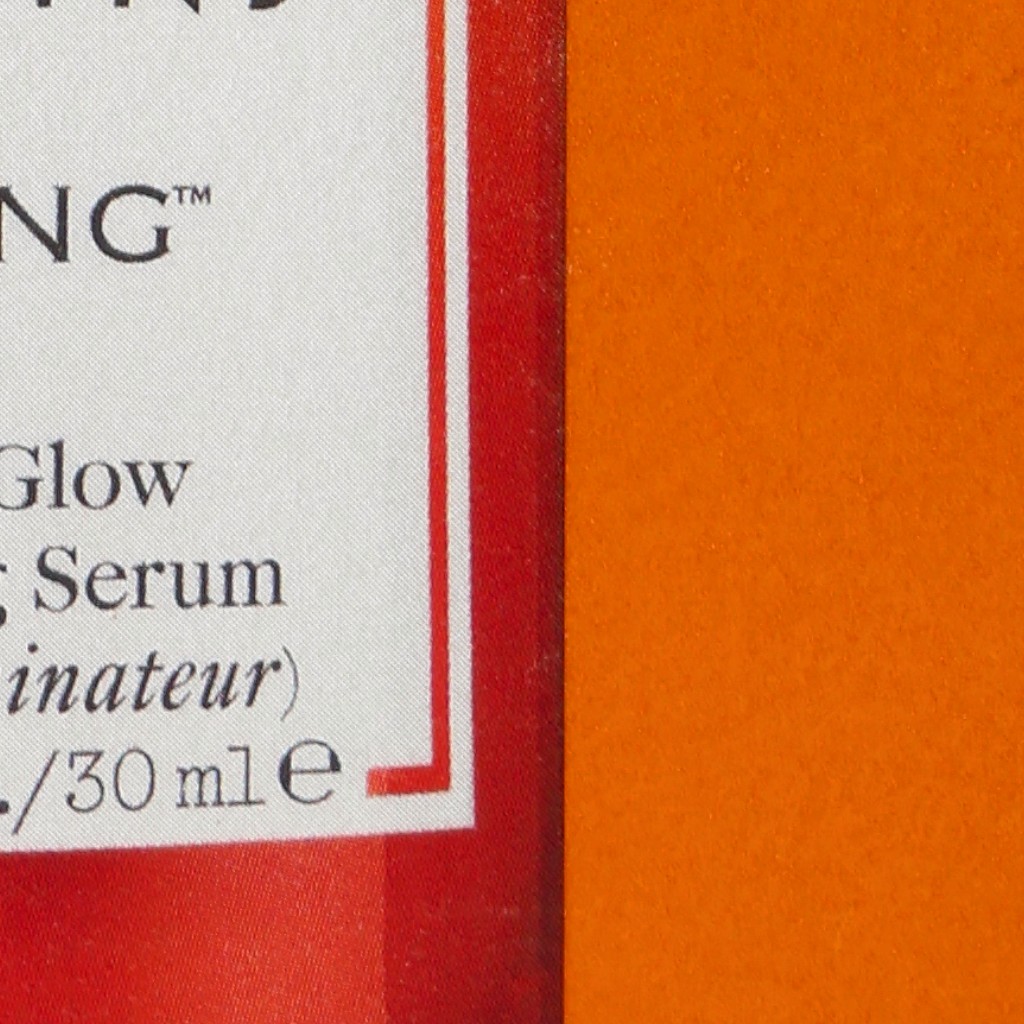 NG™
Glow
Serum
inateur)
./30 ml e